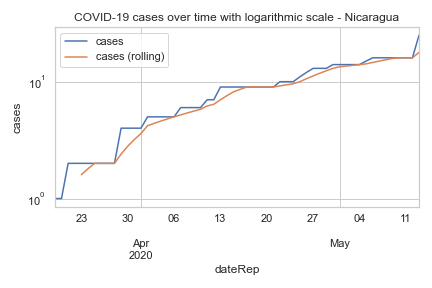 COVID-19 cases over time with logarithmic scale - Nicaragua
cases
cases (rolling)
10¹
10⁰
cases
23 30 06 13 20 27 04 11
Apr May
2020
dateRep